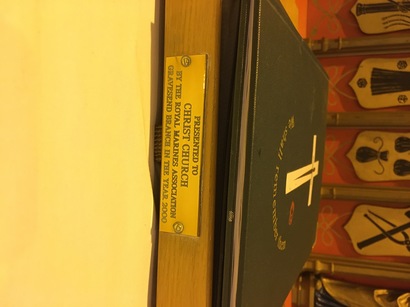 PRESENTED TO
CHRIST CHURCH
BY THE ROYAL MARINES ASSOCIATION
GRAVESEND BRANCH IN THE YEAR 2000